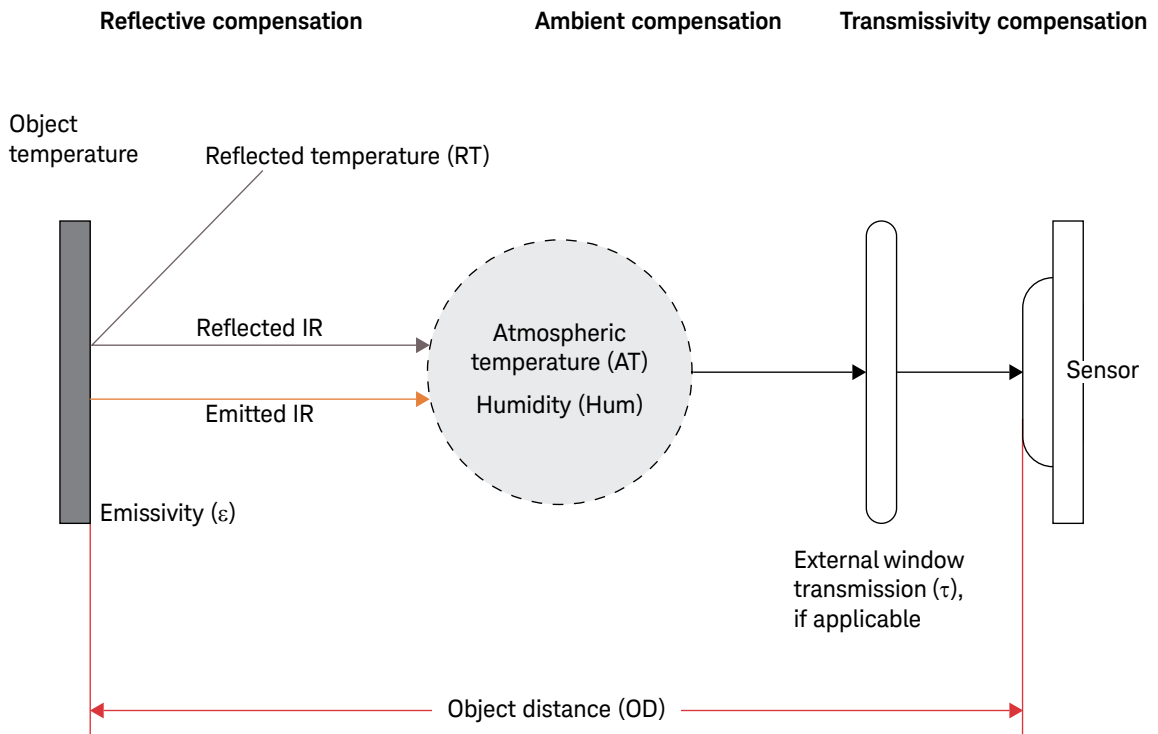 Reflective compensation
Ambient compensation
Transmissivity compensation
Object
temperature
Reflected temperature (RT)
Reflected IR
Emitted IR
Atmospheric
temperature (AT)
Humidity (Hum)
Sensor
Emissivity (ε)
External window
transmission (τ),
if applicable
Object distance (OD)